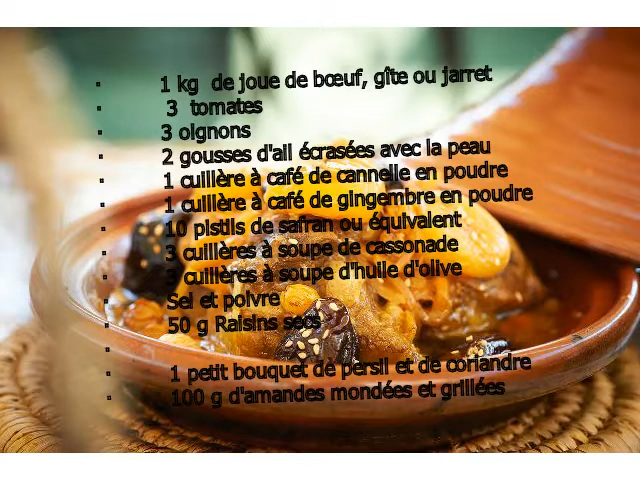 1 kg de joue de bœuf, gîte ou jarret
3 tomates
3 oignons
2 gousses d'ail écrasées avec la peau
1 cuillère à café de cannelle en poudre
1 cuillère à café de gingembre en poudre
10 pistils de safran ou équivalent
3 cuillères à soupe de cassonade
3 cuillères à soupe d'huile d'olive
Sel et poivre
50 g Raisins secs
1 petit bouquet de persil et de coriandre
100 g d'amandes mondées et grillées